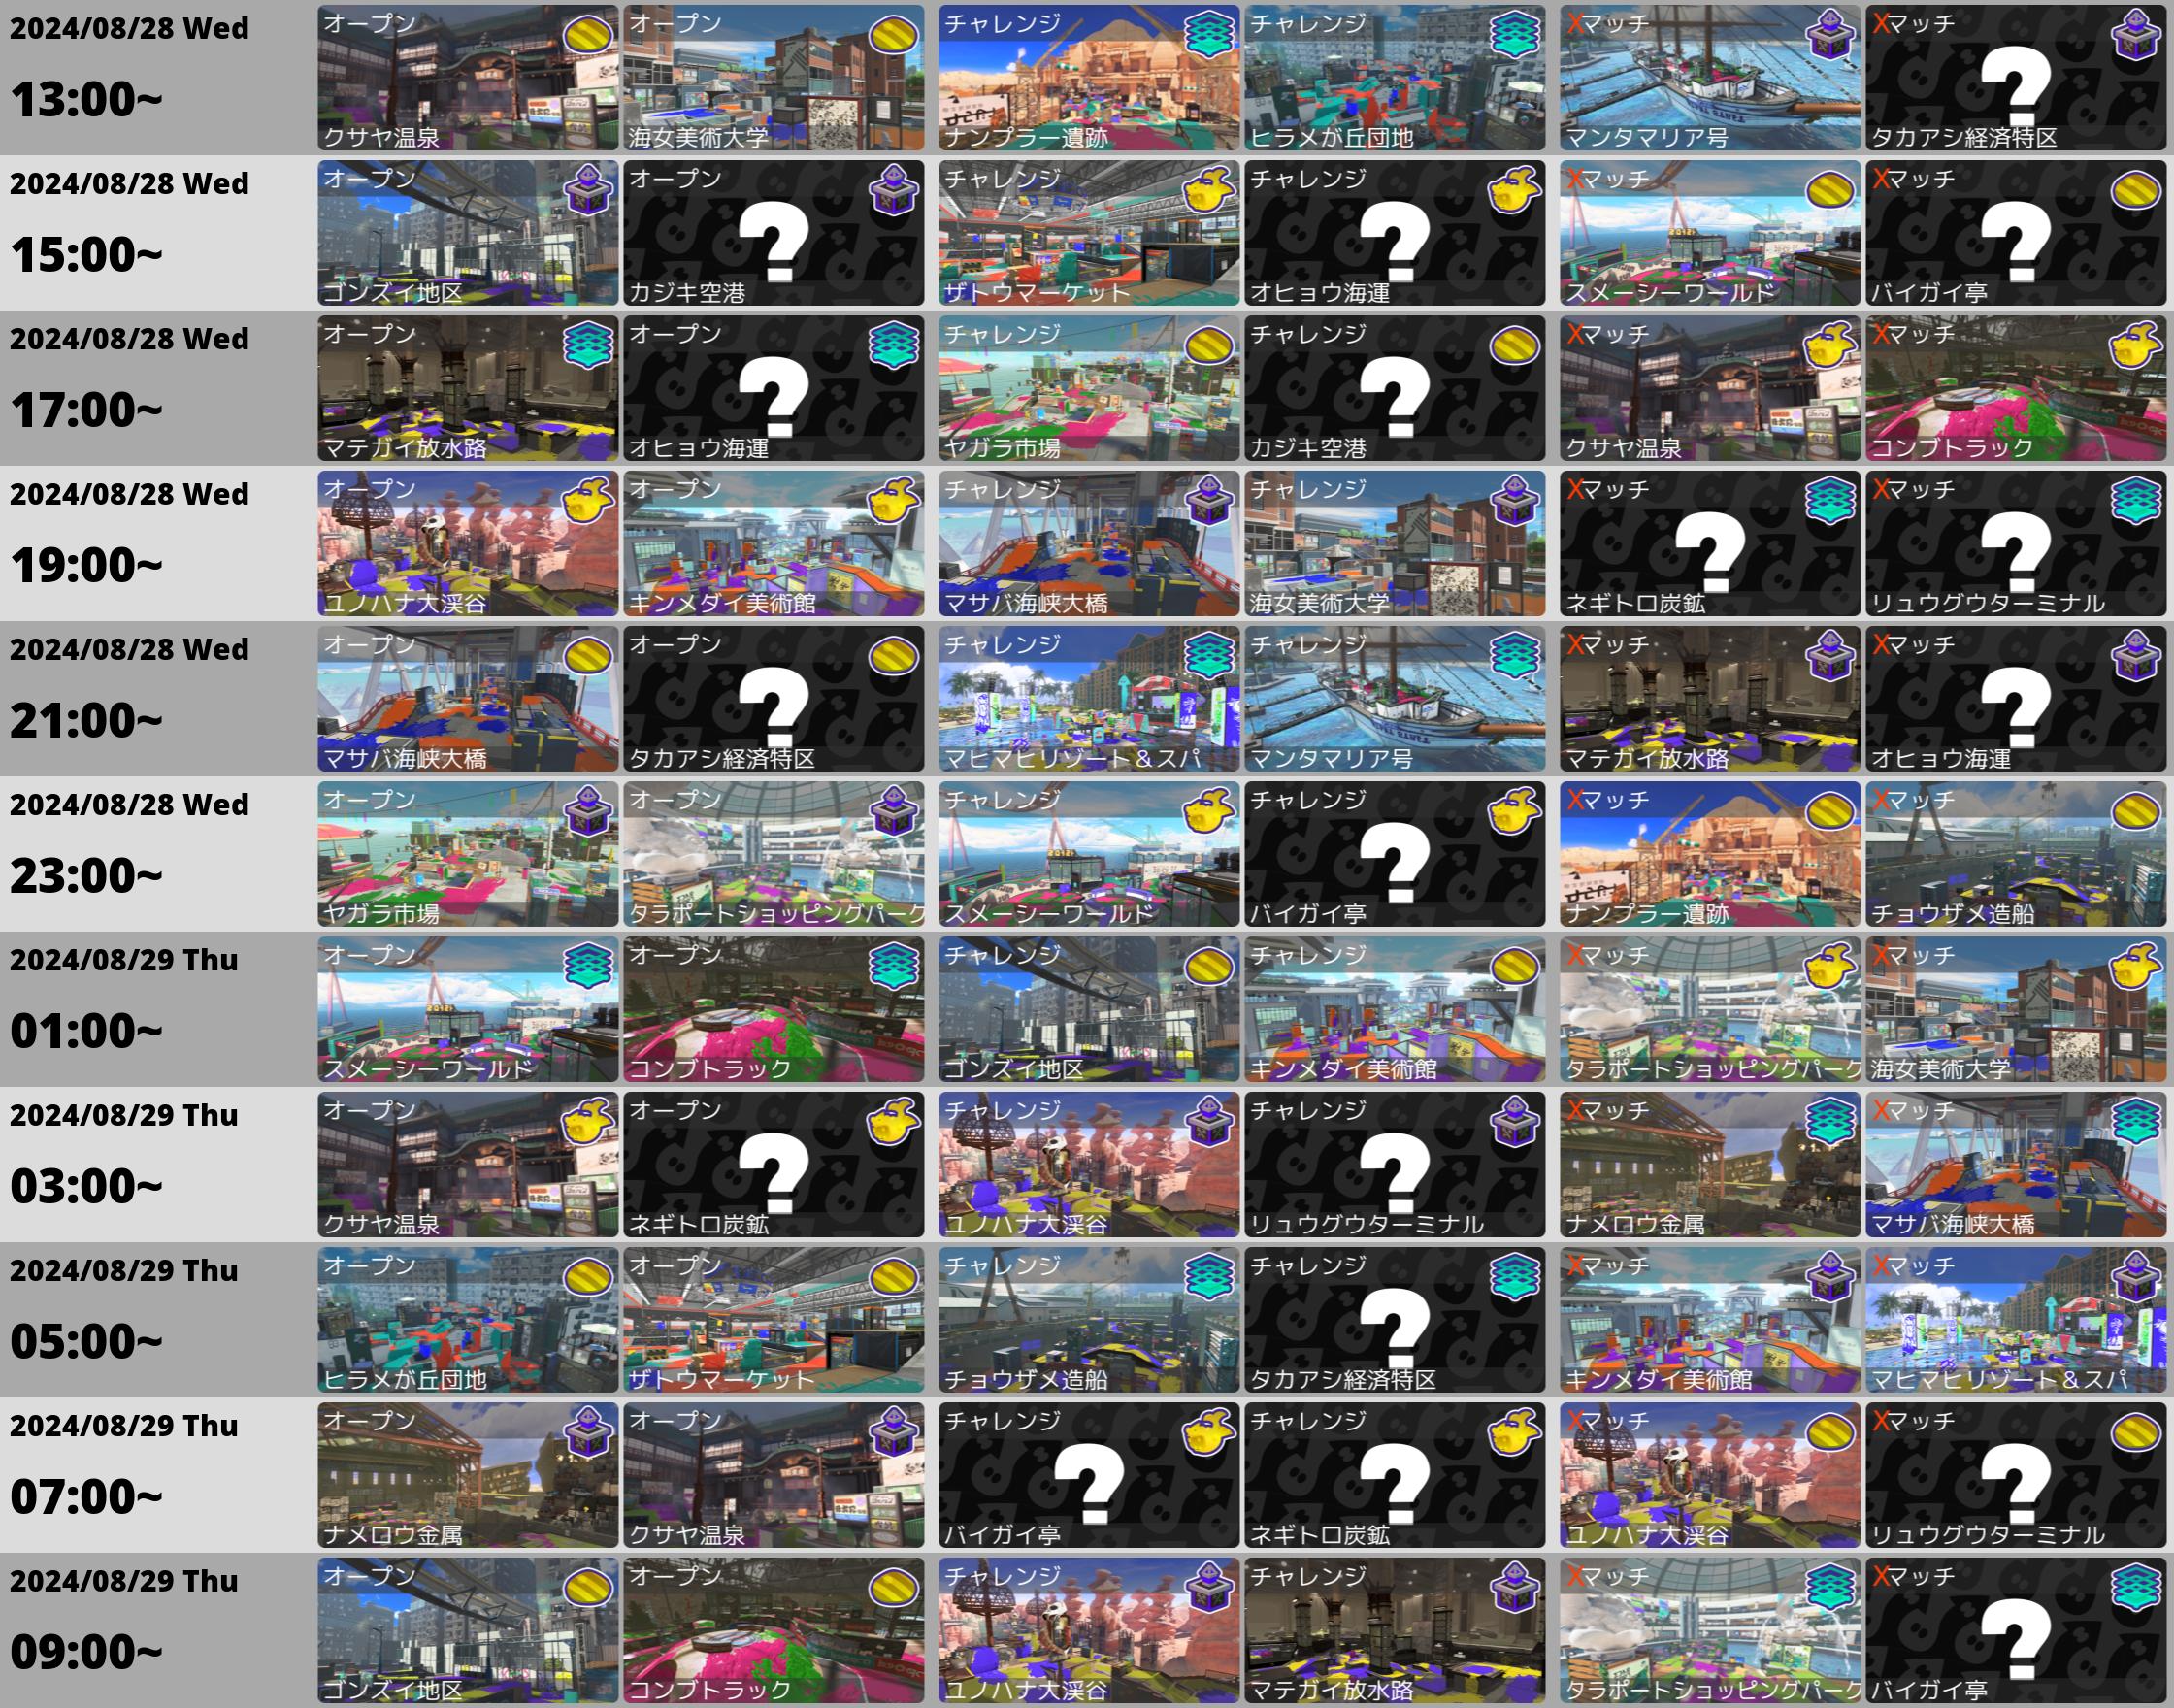 2024/08/28 Wed
13:00~
オープン オープン チャレンジ チャレンジ Xマッチ Xマッチ
クサヤ温泉 海女美術大学 ナンプラー遺跡 ヒラメが丘団地 マンタマリア号 タカアシ経済特区
2024/08/28 Wed
15:00~
オープン オープン チャレンジ チャレンジ Xマッチ Xマッチ
ゴンズイ地区 カジキ空港 ザトウマーケット オヒョウ海運 スメーシーワールド バイガイ亭
2024/08/28 Wed
17:00~
オープン オープン チャレンジ チャレンジ Xマッチ Xマッチ
マテガイ放水路 オヒョウ海運 ヤガラ市場 カジキ空港 クサヤ温泉 コンブトラック
2024/08/28 Wed
19:00~
オープン オープン チャレンジ チャレンジ Xマッチ Xマッチ
ユノハナ大渓谷 キンメダイ美術館 マサバ海峡大橋 海女美術大学 ネギトロ炭鉱 リュウグウターミナル
2024/08/28 Wed
21:00~
オープン オープン チャレンジ チャレンジ Xマッチ Xマッチ
マサバ海峡大橋 タカアシ経済特区 マヒマヒリゾート＆スパ マンタマリア号 マテガイ放水路 オヒョウ海運
2024/08/28 Wed
23:00~
オープン オープン チャレンジ チャレンジ Xマッチ Xマッチ
ヤガラ市場 タラポートショッピングパーク スメーシーワールド バイガイ亭 ナンプラー遺跡 チョウザメ造船
2024/08/29 Thu
01:00~
オープン オープン チャレンジ チャレンジ Xマッチ Xマッチ
スメーシーワールド コンブトラック ゴンズイ地区 キンメダイ美術館 タラポートショッピングパーク 海女美術大学
2024/08/29 Thu
03:00~
オープン オープン チャレンジ チャレンジ Xマッチ Xマッチ
クサヤ温泉 ネギトロ炭鉱 ユノハナ大渓谷 リュウグウターミナル ナメロウ金属 マサバ海峡大橋
2024/08/29 Thu
05:00~
オープン オープン チャレンジ チャレンジ Xマッチ Xマッチ
ヒラメが丘団地 ザトウマーケット チョウザメ造船 タカアシ経済特区 キンメダイ美術館 マヒマヒリゾート＆スパ
2024/08/29 Thu
07:00~
オープン オープン チャレンジ チャレンジ Xマッチ Xマッチ
ナメロウ金属 クサヤ温泉 バイガイ亭 ネギトロ炭鉱 ユノハナ大渓谷 リュウグウターミナル
2024/08/29 Thu
09:00~
オープン オープン チャレンジ チャレンジ Xマッチ Xマッチ
ゴンズイ地区 コンブトラック ユノハナ大渓谷 マテガイ放水路 タラポートショッピングパーク バイガイ亭